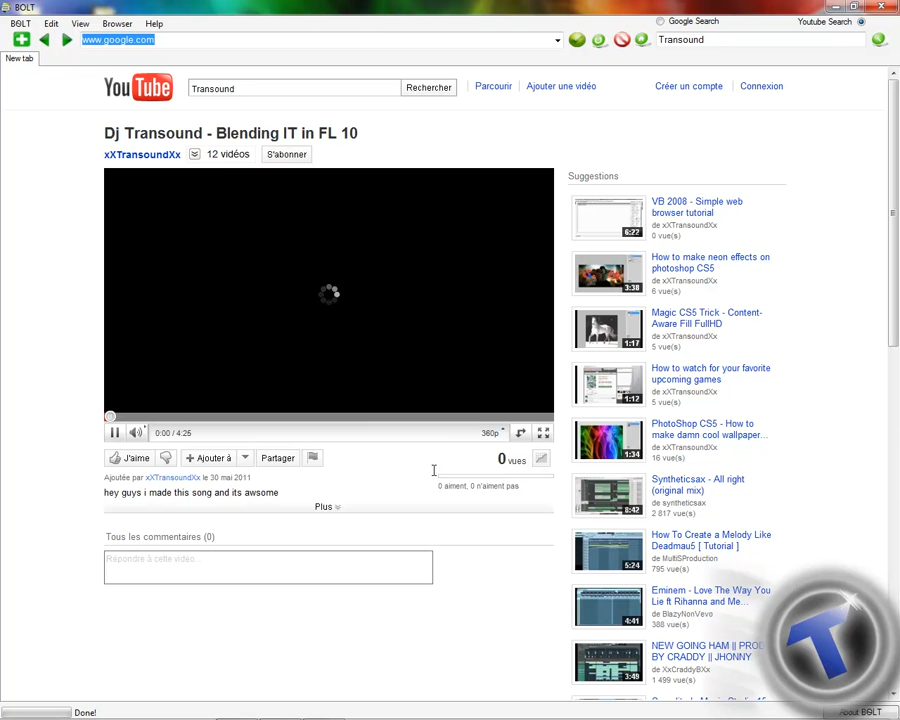 BOLT
BOLT Edit View Browser Help
Google Search
Youtube Search
www.google.com
Transound
New tab
YouTube
Transound
Rechercher
Parcourir
Ajouter une vidéo
Créer un compte
Connexion
Dj Transound - Blending IT in FL 10
xXTransoundXx
12 vidéos
S'abonner
0:00 / 4:25
360p
J'aime
Ajouter à
Partager
0 vues
Ajoutée par xXTransoundXx le 30 mai 2011
0 aiment, 0 n'aiment pas
hey guys i made this song and its awsome
Plus
Tous les commentaires (0)
Répondre à cette vidéo...
Suggestions
6:22
VB 2008 - Simple web
browser tutorial
de xXTransoundXx
0 vue(s)
3:38
How to make neon effects on
photoshop CS5
de xXTransoundXx
6 vue(s)
1:17
Magic CS5 Trick - Content-
Aware Fill FullHD
de xXTransoundXx
5 vue(s)
1:12
How to watch for your favorite
upcoming games
de xXTransoundXx
5 vue(s)
1:34
PhotoShop CS5 - How to
make damn cool wallpaper...
de xXTransoundXx
16 vue(s)
8:42
Syntheticsax - All right
(original mix)
de syntheticsax
2 817 vue(s)
5:24
How To Create a Melody Like
Deadmau5 [ Tutorial ]
de MultiSProduction
795 vue(s)
4:41
Eminem - Love The Way You
Lie ft Rihanna and Me...
de BlazyNonVevo
388 vue(s)
3:49
NEW GOING HAM || PROD
BY CRADDY || JHONNY
de XxCraddyBXx
1 499 vue(s)
T
Done!
About BOLT